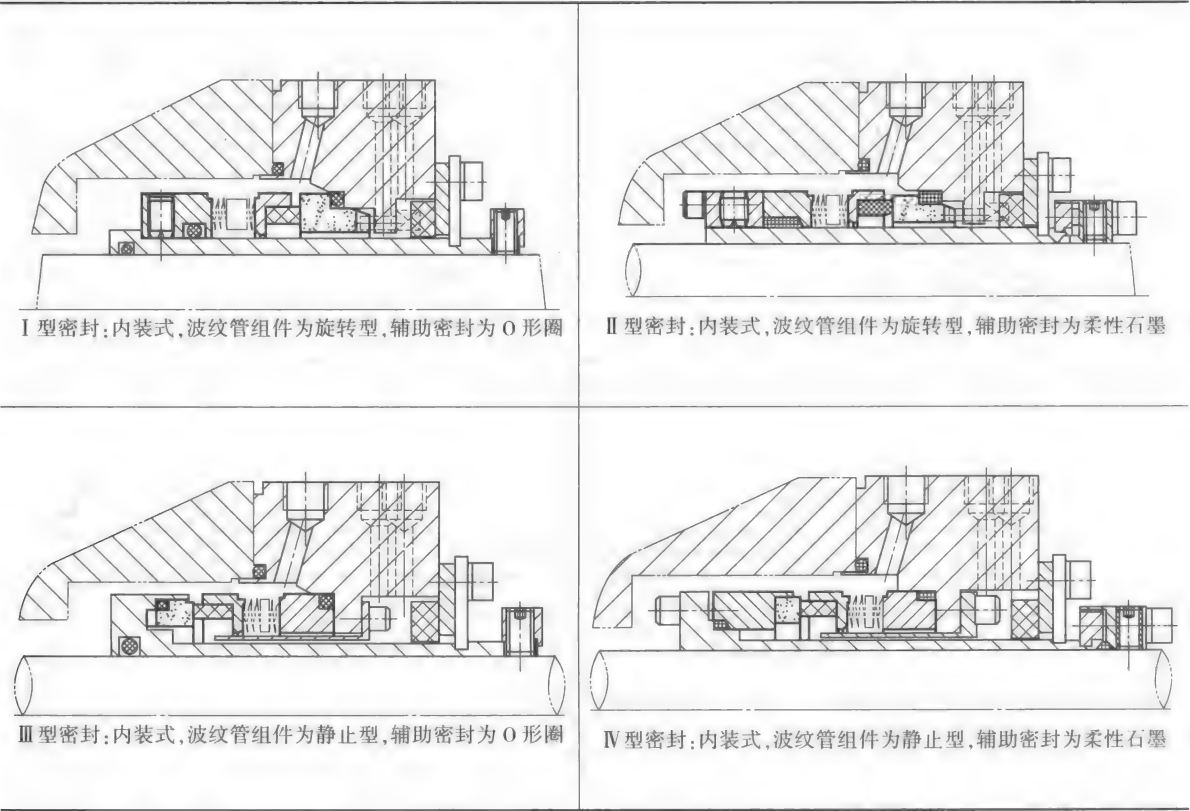 Ⅰ型密封:内装式,波纹管组件为旋转型,辅助密封为 O 形圈
Ⅱ型密封:内装式,波纹管组件为旋转型,辅助密封为柔性石墨
Ⅲ型密封:内装式,波纹管组件为静止型,辅助密封为 O 形圈
Ⅳ型密封:内装式,波纹管组件为静止型,辅助密封为柔性石墨